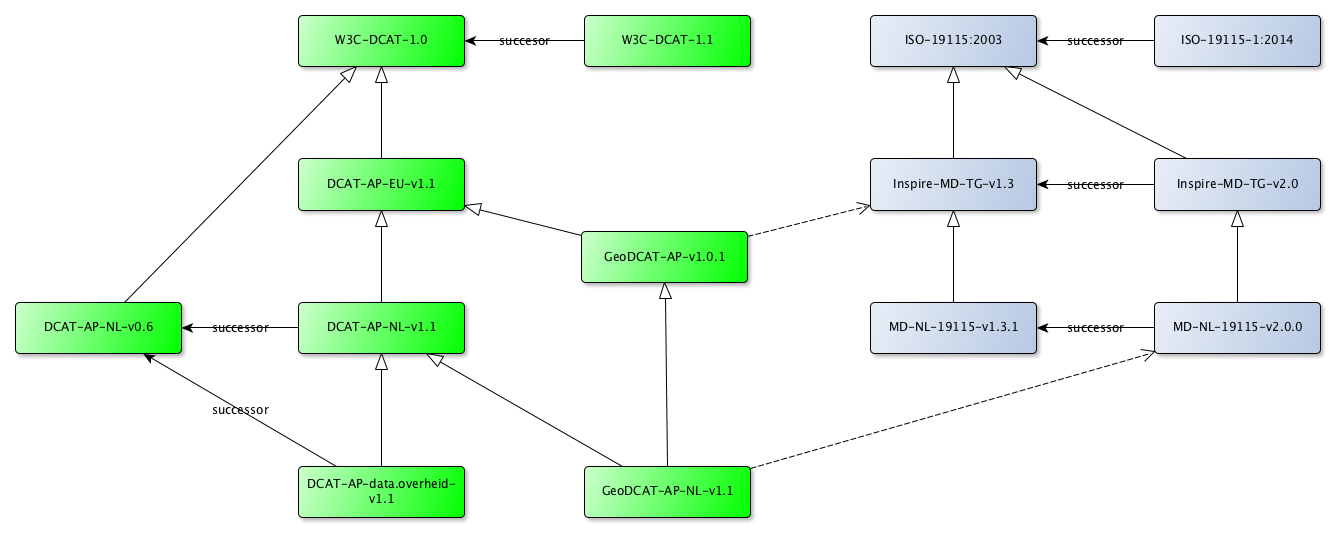 W3C-DCAT-1.0
succesor
W3C-DCAT-1.1
ISO-19115:2003
successor
ISO-19115-1:2014
DCAT-AP-EU-v1.1
Inspire-MD-TG-v1.3
successor
Inspire-MD-TG-v2.0
GeoDCAT-AP-v1.0.1
DCAT-AP-NL-v0.6
successor
DCAT-AP-NL-v1.1
MD-NL-19115-v1.3.1
successor
MD-NL-19115-v2.0.0
successor
DCAT-AP-data.overheid-
v1.1
GeoDCAT-AP-NL-v1.1